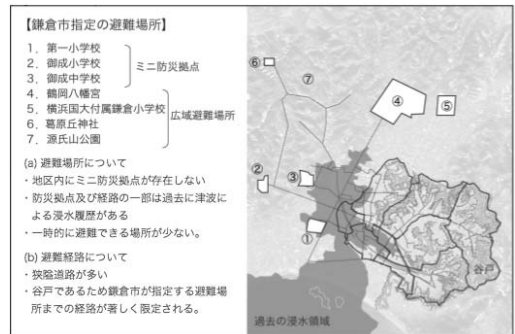 【鎌倉市指定の避難場所】
1．第一小学校
2．御成小学校
3．御成中学校
ミニ防災拠点
4．鶴岡八幡宮
5．横浜国大付属鎌倉小学校
6．葛原丘神社
7．源氏山公園
広域避難場所
(a) 避難場所について
・地区内にミニ防災拠点が存在しない
・防災拠点及び経路の一部は過去に津波に
よる浸水履歴がある
・一時的に避難できる場所が少ない。
(b) 避難経路について
・狭隘道路が多い
・谷戸であるため鎌倉市が指定する避難場
所までの経路が著しく限定される。
⑥
⑦
④
⑤
②
③
①
谷戸
過去の浸水領域